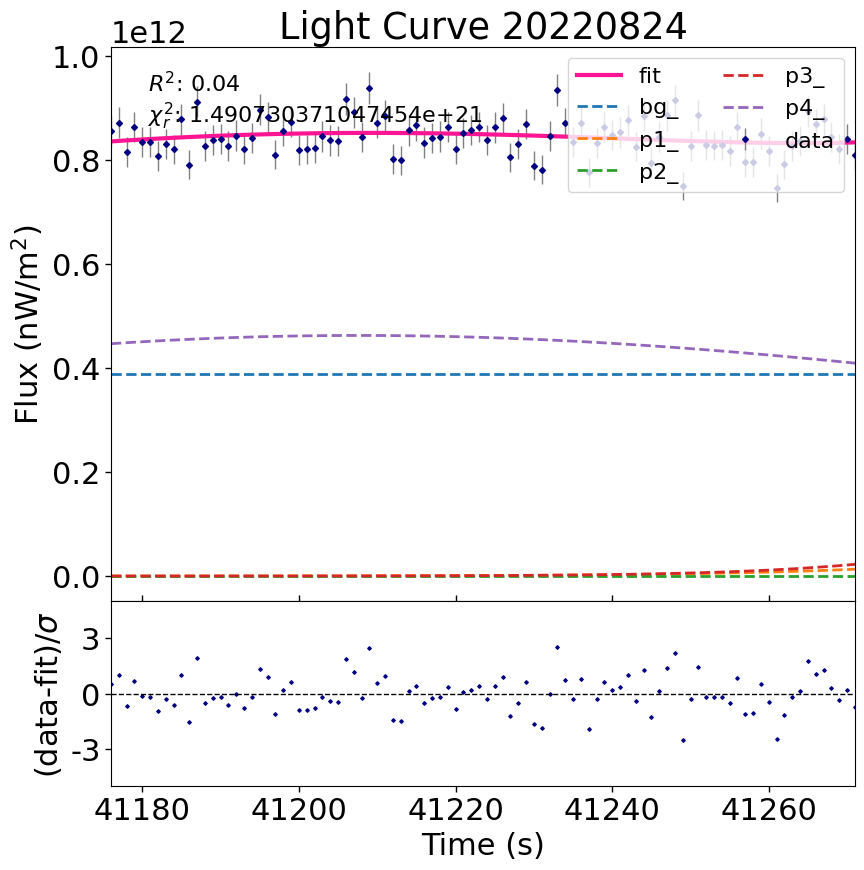 Light Curve 20220824
1e12
R²: 0.04
χ²ᵣ: 1.490730371047454e+21
fit
bg_
p1_
p2_
p3_
p4_
data
1.0
0.8
0.6
0.4
0.2
0.0
Flux (nW/m²)
3
0
-3
(data-fit)/σ
41180 41200 41220 41240 41260
Time (s)